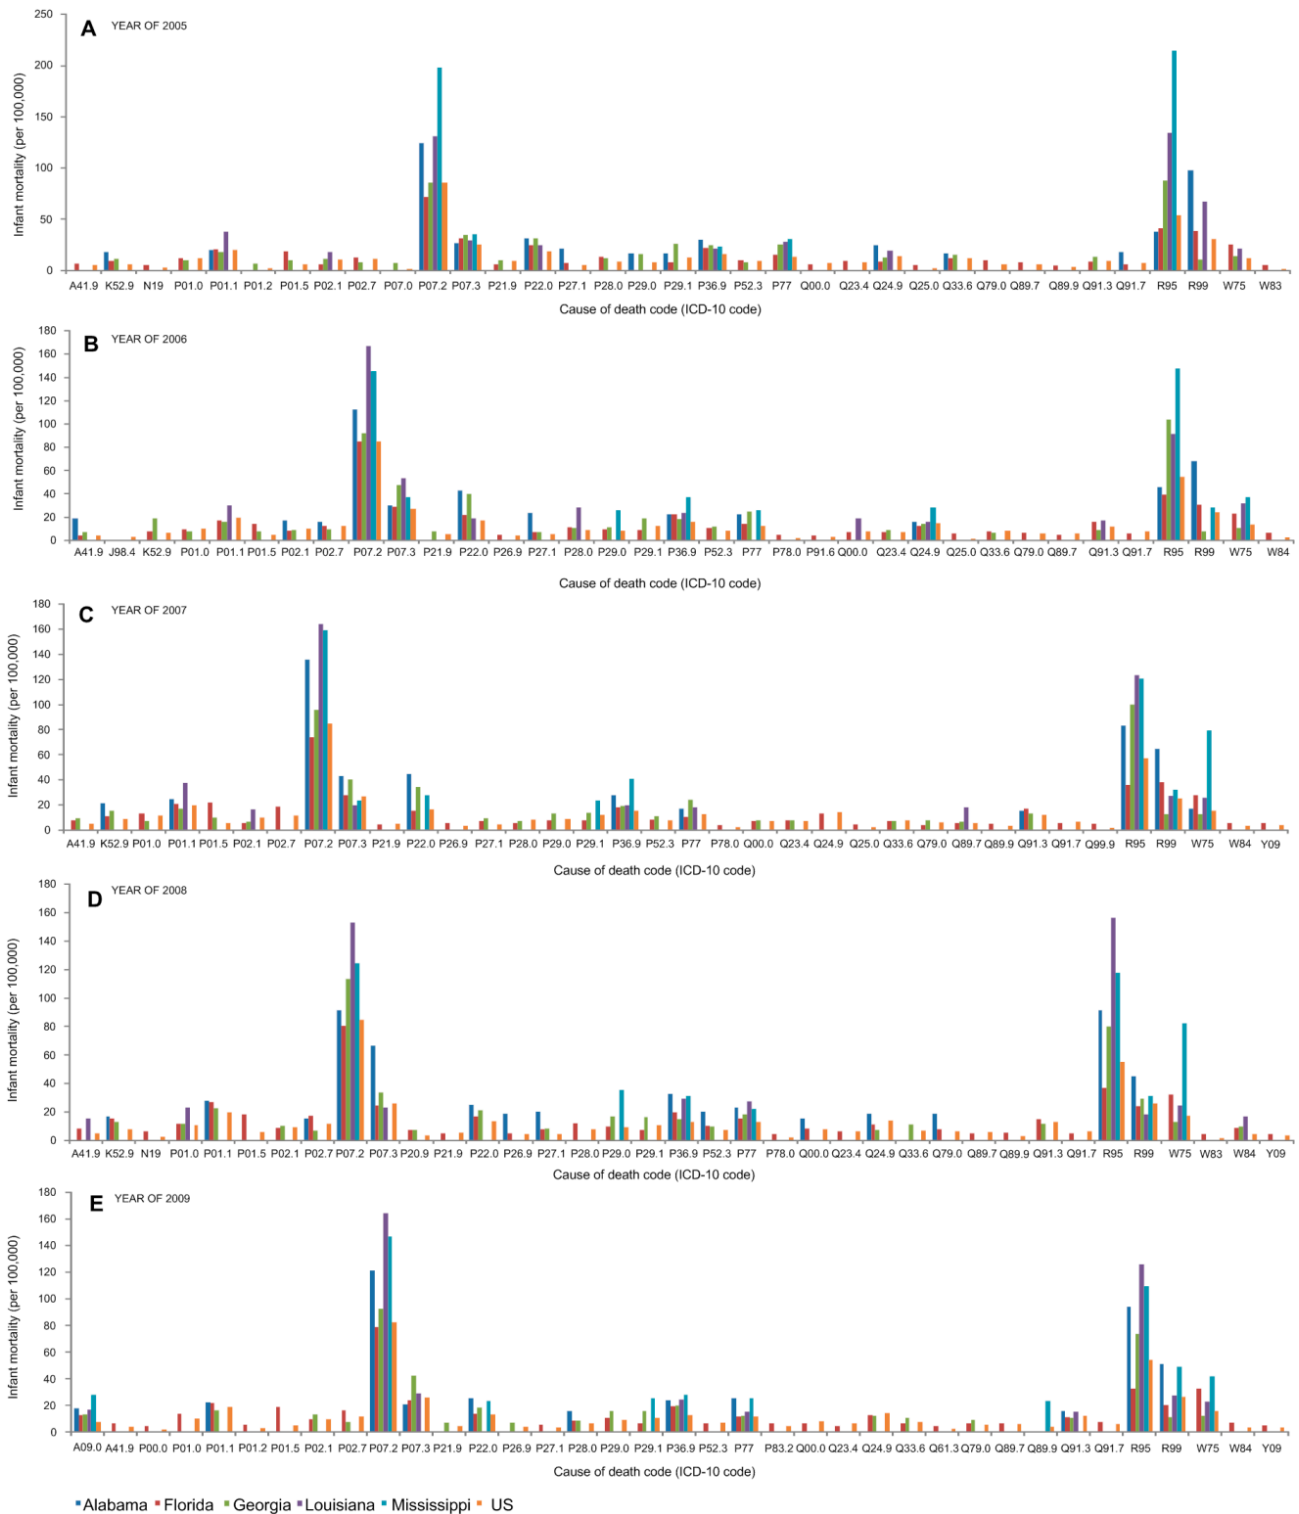 A YEAR OF 2005
Infant mortality (per 100,000)
250
200
150
100
50
0
A41.9 K52.9 N19 P01.0 P01.1 P01.2 P01.5 P02.1 P02.7 P07.0 P07.2 P07.3 P21.9 P22.0 P27.1 P28.0 P29.0 P29.1 P36.9 P52.3 P77 Q00.0 Q23.4 Q24.9 Q25.0 Q33.6 Q79.0 Q89.7 Q89.9 Q91.3 Q91.7 R95 R99 W75 W83
Cause of death code (ICD-10 code)
B YEAR OF 2006
Infant mortality (per 100,000)
180
160
140
120
100
80
60
40
20
0
A41.9 J98.4 K52.9 P01.0 P01.1 P01.5 P02.1 P02.7 P07.2 P07.3 P21.9 P22.0 P26.9 P27.1 P28.0 P29.0 P29.1 P36.9 P52.3 P77 P78.0 P91.6 Q00.0 Q23.4 Q24.9 Q25.0 Q33.6 Q79.0 Q89.7 Q91.3 Q91.7 R95 R99 W75 W84
Cause of death code (ICD-10 code)
C YEAR OF 2007
Infant mortality (per 100,000)
180
160
140
120
100
80
60
40
20
0
A41.9 K52.9 P01.0 P01.1 P01.5 P02.1 P02.7 P07.2 P07.3 P21.9 P22.0 P26.9 P27.1 P28.0 P29.0 P29.1 P36.9 P52.3 P77 P78.0 Q00.0 Q23.4 Q24.9 Q25.0 Q33.6 Q79.0 Q89.7 Q89.9 Q91.3 Q91.7 Q99.9 R95 R99 W75 W84 Y09
Cause of death code (ICD-10 code)
D YEAR OF 2008
Infant mortality (per 100,000)
180
160
140
120
100
80
60
40
20
0
A41.9 K52.9 N19 P01.0 P01.1 P01.5 P02.1 P02.7 P07.2 P07.3 P20.9 P21.9 P22.0 P26.9 P27.1 P28.0 P29.0 P29.1 P36.9 P52.3 P77 P78.0 Q00.0 Q23.4 Q24.9 Q33.6 Q79.0 Q89.7 Q89.9 Q91.3 Q91.7 R95 R99 W75 W83 W84 Y09
Cause of death code (ICD-10 code)
E YEAR OF 2009
Infant mortality (per 100,000)
180
160
140
120
100
80
60
40
20
0
A09.0 A41.9 P00.0 P01.0 P01.1 P01.2 P01.5 P02.1 P02.7 P07.2 P07.3 P21.9 P22.0 P26.9 P27.1 P28.0 P29.0 P29.1 P36.9 P52.3 P77 P83.2 Q00.0 Q23.4 Q24.9 Q33.6 Q61.3 Q79.0 Q89.7 Q89.9 Q91.3 Q91.7 R95 R99 W75 W84 Y09
Cause of death code (ICD-10 code)
Alabama Florida Georgia Louisiana Mississippi US